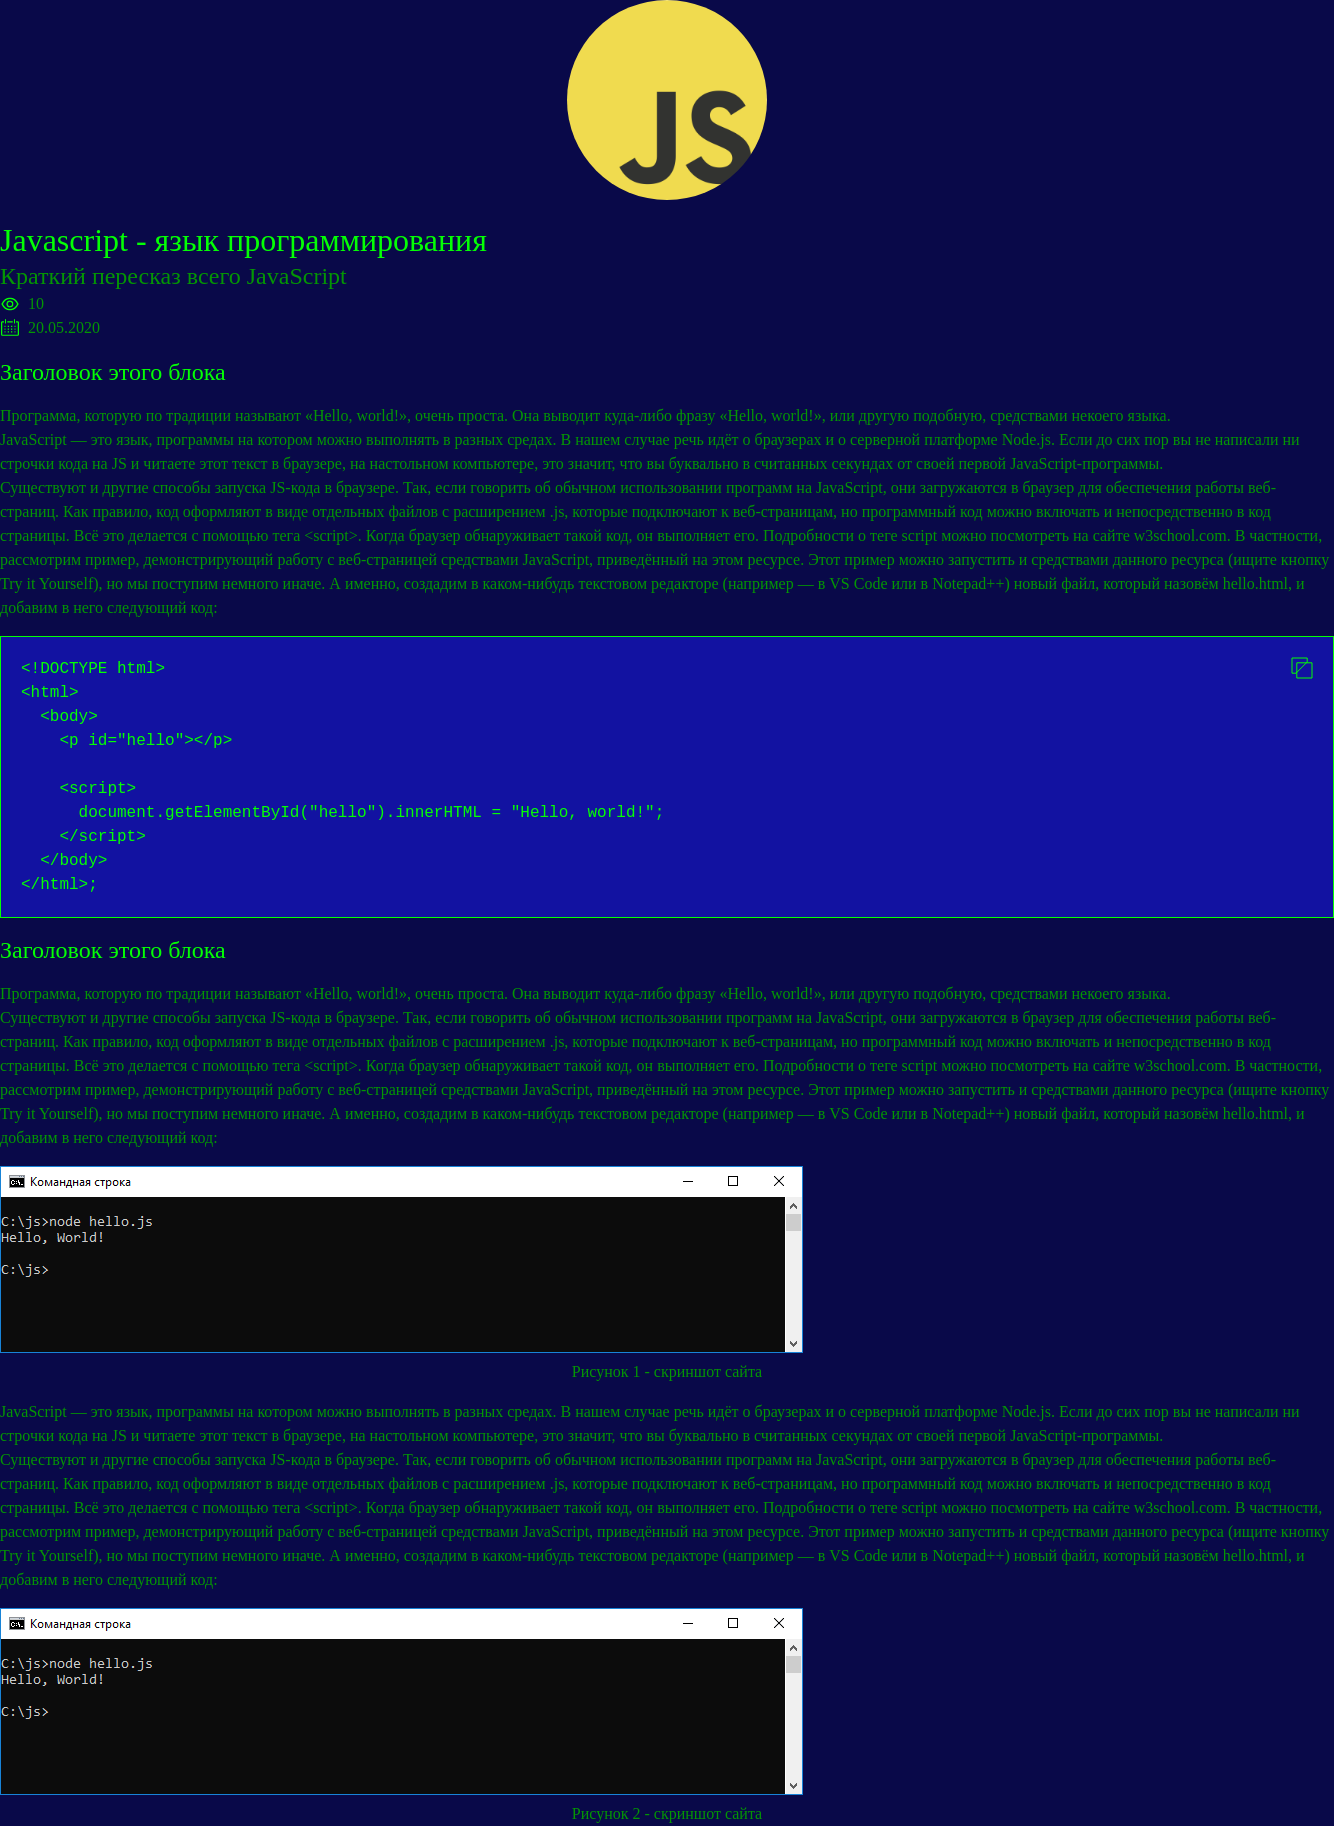 JS
Javascript - язык программирования
Краткий пересказ всего JavaScript
10
20.05.2020
Заголовок этого блока
Программа, которую по традиции называют «Hello, world!», очень проста. Она выводит куда-либо фразу «Hello, world!», или другую подобную, средствами некоего языка.
JavaScript — это язык, программы на котором можно выполнять в разных средах. В нашем случае речь идёт о браузерах и о серверной платформе Node.js. Если до сих пор вы не написали ни
строчки кода на JS и читаете этот текст в браузере, на настольном компьютере, это значит, что вы буквально в считанных секундах от своей первой JavaScript-программы.
Существуют и другие способы запуска JS-кода в браузере. Так, если говорить об обычном использовании программ на JavaScript, они загружаются в браузер для обеспечения работы веб-
страниц. Как правило, код оформляют в виде отдельных файлов с расширением .js, которые подключают к веб-страницам, но программный код можно включать и непосредственно в код
страницы. Всё это делается с помощью тега <script>. Когда браузер обнаруживает такой код, он выполняет его. Подробности о теге script можно посмотреть на сайте w3school.com. В частности,
рассмотрим пример, демонстрирующий работу с веб-страницей средствами JavaScript, приведённый на этом ресурсе. Этот пример можно запустить и средствами данного ресурса (ищите кнопку
Try it Yourself), но мы поступим немного иначе. А именно, создадим в каком-нибудь текстовом редакторе (например — в VS Code или в Notepad++) новый файл, который назовём hello.html, и
добавим в него следующий код:
<!DOCTYPE html>
<html>
<body>
<p id="hello"></p>
<script>
document.getElementById("hello").innerHTML = "Hello, world!";
</script>
</body>
</html>;
Заголовок этого блока
Программа, которую по традиции называют «Hello, world!», очень проста. Она выводит куда-либо фразу «Hello, world!», или другую подобную, средствами некоего языка.
Существуют и другие способы запуска JS-кода в браузере. Так, если говорить об обычном использовании программ на JavaScript, они загружаются в браузер для обеспечения работы веб-
страниц. Как правило, код оформляют в виде отдельных файлов с расширением .js, которые подключают к веб-страницам, но программный код можно включать и непосредственно в код
страницы. Всё это делается с помощью тега <script>. Когда браузер обнаруживает такой код, он выполняет его. Подробности о теге script можно посмотреть на сайте w3school.com. В частности,
рассмотрим пример, демонстрирующий работу с веб-страницей средствами JavaScript, приведённый на этом ресурсе. Этот пример можно запустить и средствами данного ресурса (ищите кнопку
Try it Yourself), но мы поступим немного иначе. А именно, создадим в каком-нибудь текстовом редакторе (например — в VS Code или в Notepad++) новый файл, который назовём hello.html, и
добавим в него следующий код:
Командная строка
C:\js>node hello.js
Hello, World!
C:\js>
Рисунок 1 - скриншот сайта
JavaScript — это язык, программы на котором можно выполнять в разных средах. В нашем случае речь идёт о браузерах и о серверной платформе Node.js. Если до сих пор вы не написали ни
строчки кода на JS и читаете этот текст в браузере, на настольном компьютере, это значит, что вы буквально в считанных секундах от своей первой JavaScript-программы.
Существуют и другие способы запуска JS-кода в браузере. Так, если говорить об обычном использовании программ на JavaScript, они загружаются в браузер для обеспечения работы веб-
страниц. Как правило, код оформляют в виде отдельных файлов с расширением .js, которые подключают к веб-страницам, но программный код можно включать и непосредственно в код
страницы. Всё это делается с помощью тега <script>. Когда браузер обнаруживает такой код, он выполняет его. Подробности о теге script можно посмотреть на сайте w3school.com. В частности,
рассмотрим пример, демонстрирующий работу с веб-страницей средствами JavaScript, приведённый на этом ресурсе. Этот пример можно запустить и средствами данного ресурса (ищите кнопку
Try it Yourself), но мы поступим немного иначе. А именно, создадим в каком-нибудь текстовом редакторе (например — в VS Code или в Notepad++) новый файл, который назовём hello.html, и
добавим в него следующий код:
Командная строка
C:\js>node hello.js
Hello, World!
C:\js>
Рисунок 2 - скриншот сайта